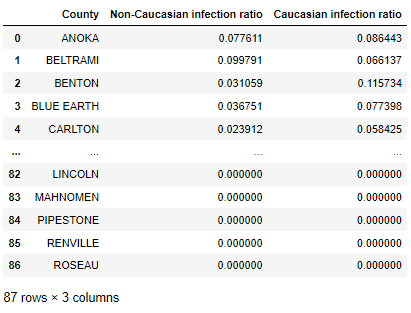 County Non-Caucasian infection ratio Caucasian infection ratio
0 ANOKA 0.077611 0.086443
1 BELTRAMI 0.099791 0.066137
2 BENTON 0.031059 0.115734
3 BLUE EARTH 0.036751 0.077398
4 CARLTON 0.023912 0.058425
... ... ... ...
82 LINCOLN 0.000000 0.000000
83 MAHNOMEN 0.000000 0.000000
84 PIPESTONE 0.000000 0.000000
85 RENVILLE 0.000000 0.000000
86 ROSEAU 0.000000 0.000000
87 rows × 3 columns